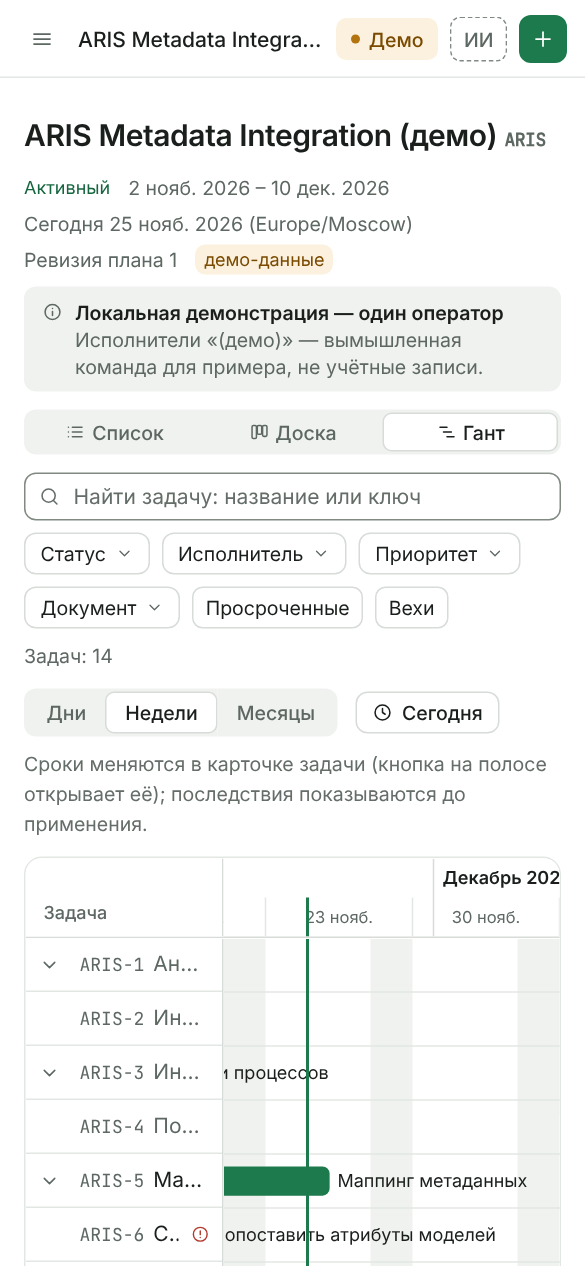 ARIS Metadata Integra... Демо ИИ
ARIS Metadata Integration (демо) ARIS
Активный 2 нояб. 2026 – 10 дек. 2026
Сегодня 25 нояб. 2026 (Europe/Moscow)
Ревизия плана 1 демо-данные
Локальная демонстрация — один оператор
Исполнители «(демо)» — вымышленная
команда для примера, не учётные записи.
Список Доска Гант
Найти задачу: название или ключ
Статус Исполнитель Приоритет
Документ Просроченные Вехи
Задач: 14
Дни Недели Месяцы Сегодня
Сроки меняются в карточке задачи (кнопка на полосе
открывает её); последствия показываются до
применения.
Декабрь 202
Задача 23 нояб. 30 нояб.
ARIS-1 Ан...
ARIS-2 Ин...
ARIS-3 Ин... и процессов
ARIS-4 По...
ARIS-5 Ма... Маппинг метаданных
ARIS-6 С.. опоставить атрибуты моделей